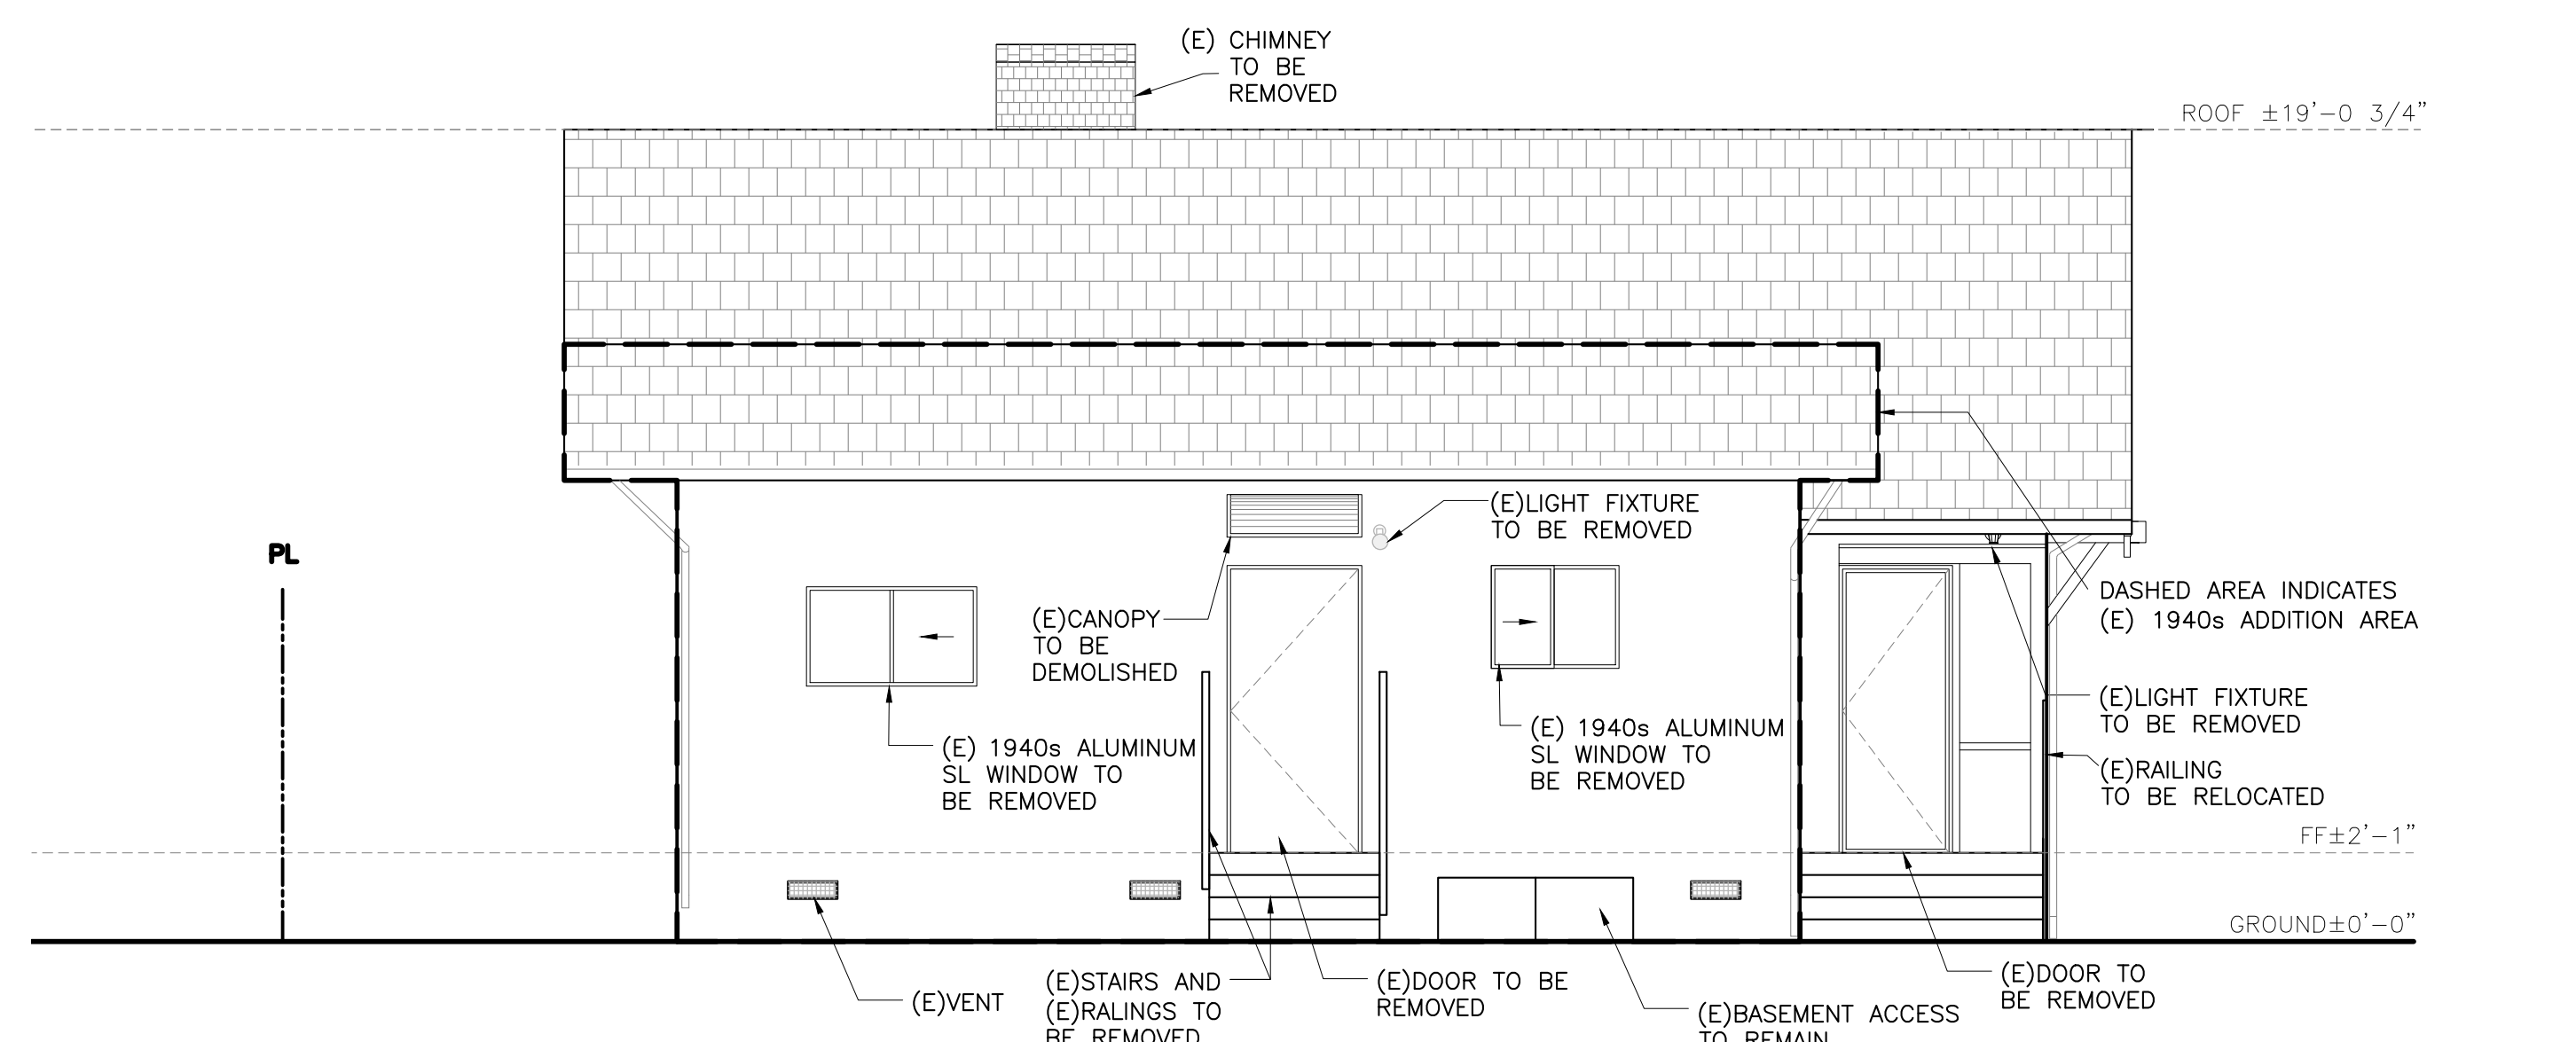 (E) CHIMNEY
TO BE
REMOVED
ROOF ±19'-0 3/4"
(E)LIGHT FIXTURE
TO BE REMOVED
PL
(E)CANOPY
TO BE
DEMOLISHED
DASHED AREA INDICATES
(E) 1940s ADDITION AREA
(E) 1940s ALUMINUM
SL WINDOW TO
BE REMOVED
(E) 1940s ALUMINUM
SL WINDOW TO
BE REMOVED
(E)LIGHT FIXTURE
TO BE REMOVED
(E)RAILING
TO BE RELOCATED
FF±2'-1"
GROUND±0'-0"
(E)VENT
(E)STAIRS AND
(E)RALINGS TO
BE REMOVED
(E)DOOR TO BE
REMOVED
(E)BASEMENT ACCESS
TO REMAIN
(E)DOOR TO
BE REMOVED